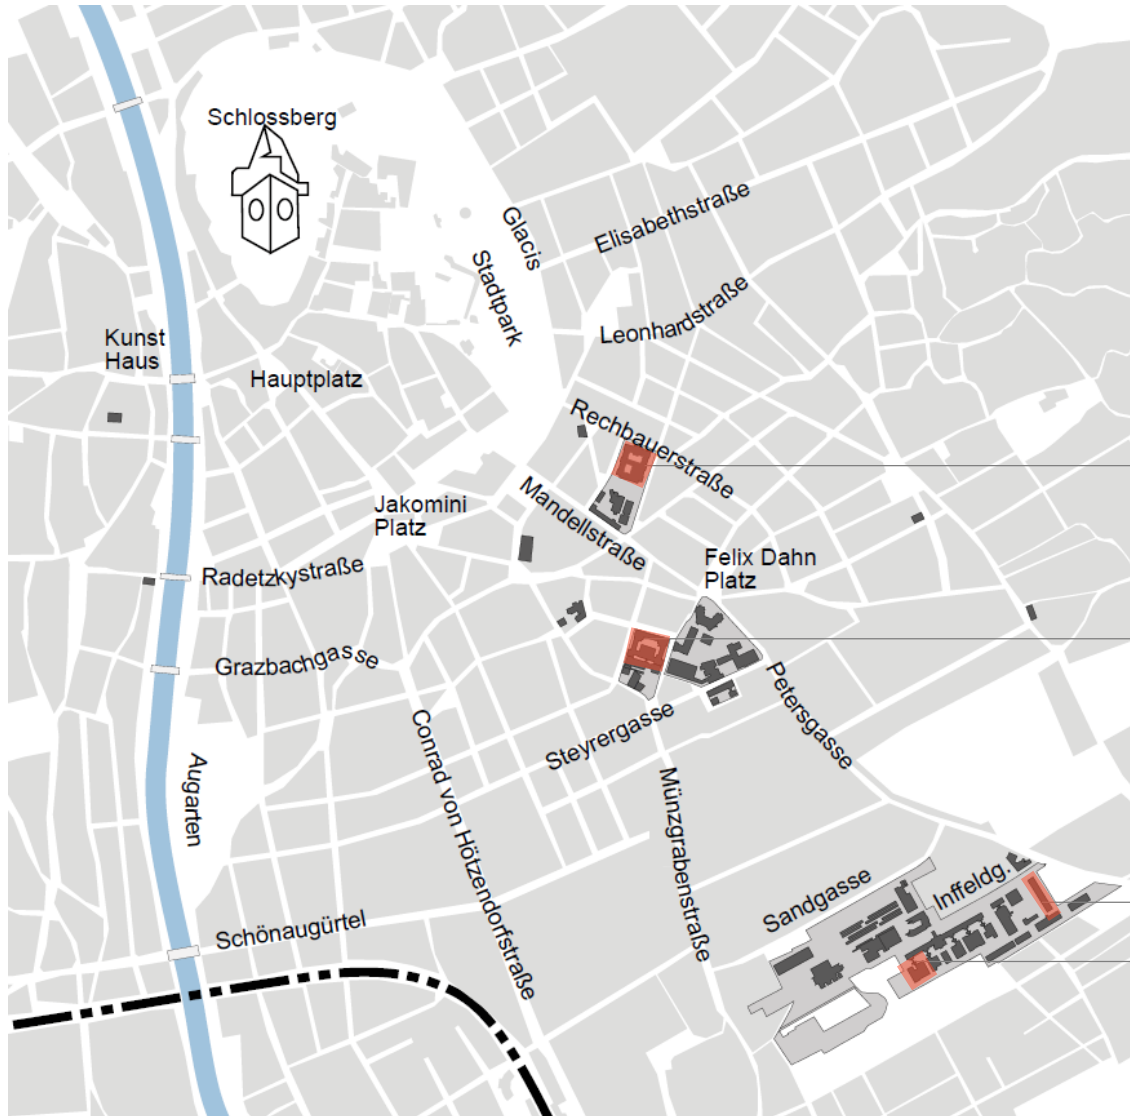 Schlossberg
Glacis
Elisabethstraße
Stadtpark
Leonhardstraße
Kunst
Haus
Hauptplatz
Rechbauerstraße
Jakomini
Platz
Mandellstraße
Felix Dahn
Platz
Radetzkystraße
Grazbachgasse
Petersgasse
Steyrergasse
Conrad von Hötzendorfstraße
Augarten
Münzgrabenstraße
Sandgasse
Inffeldg.
Schönaugürtel